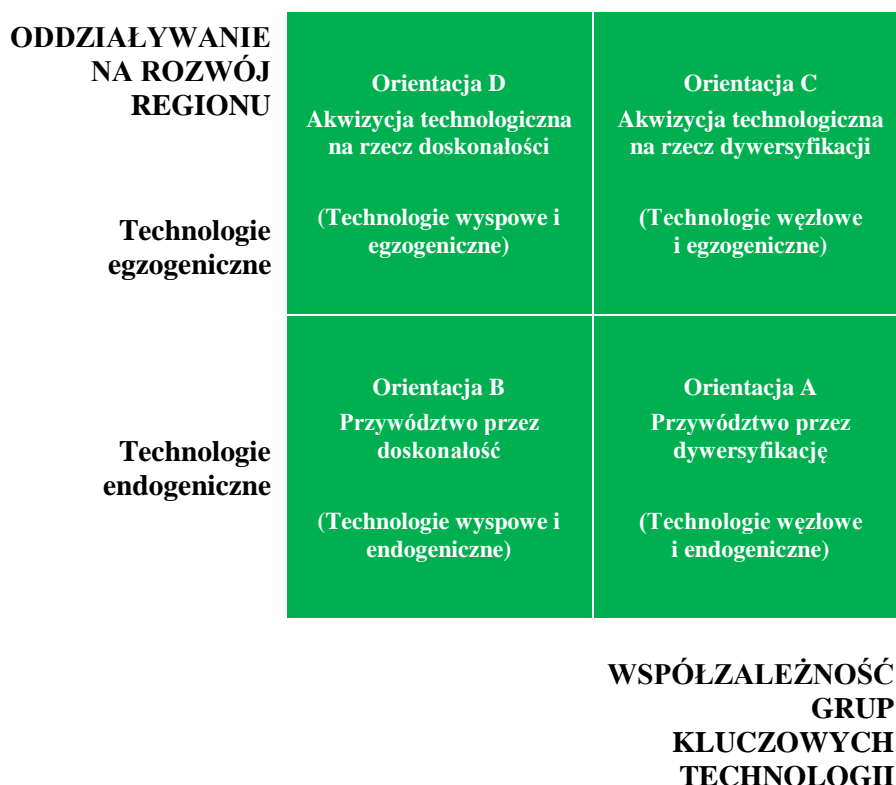 ODDZIAŁYWANIE
NA ROZWÓJ
REGIONU
Orientacja D
Akwizycja technologiczna
na rzecz doskonałości
(Technologie wyspowe i
egzogeniczne)
Orientacja C
Akwizycja technologiczna
na rzecz dywersyfikacji
(Technologie węzłowe
i egzogeniczne)
Technologie
egzogeniczne
Orientacja B
Przywództwo przez
doskonałość
(Technologie wyspowe i
endogeniczne)
Orientacja A
Przywództwo przez
dywersyfikację
(Technologie węzłowe
i endogeniczne)
Technologie
endogeniczne
WSPÓŁZALEŻNOŚĆ
GRUP
KLUCZOWYCH
TECHNOLOGII